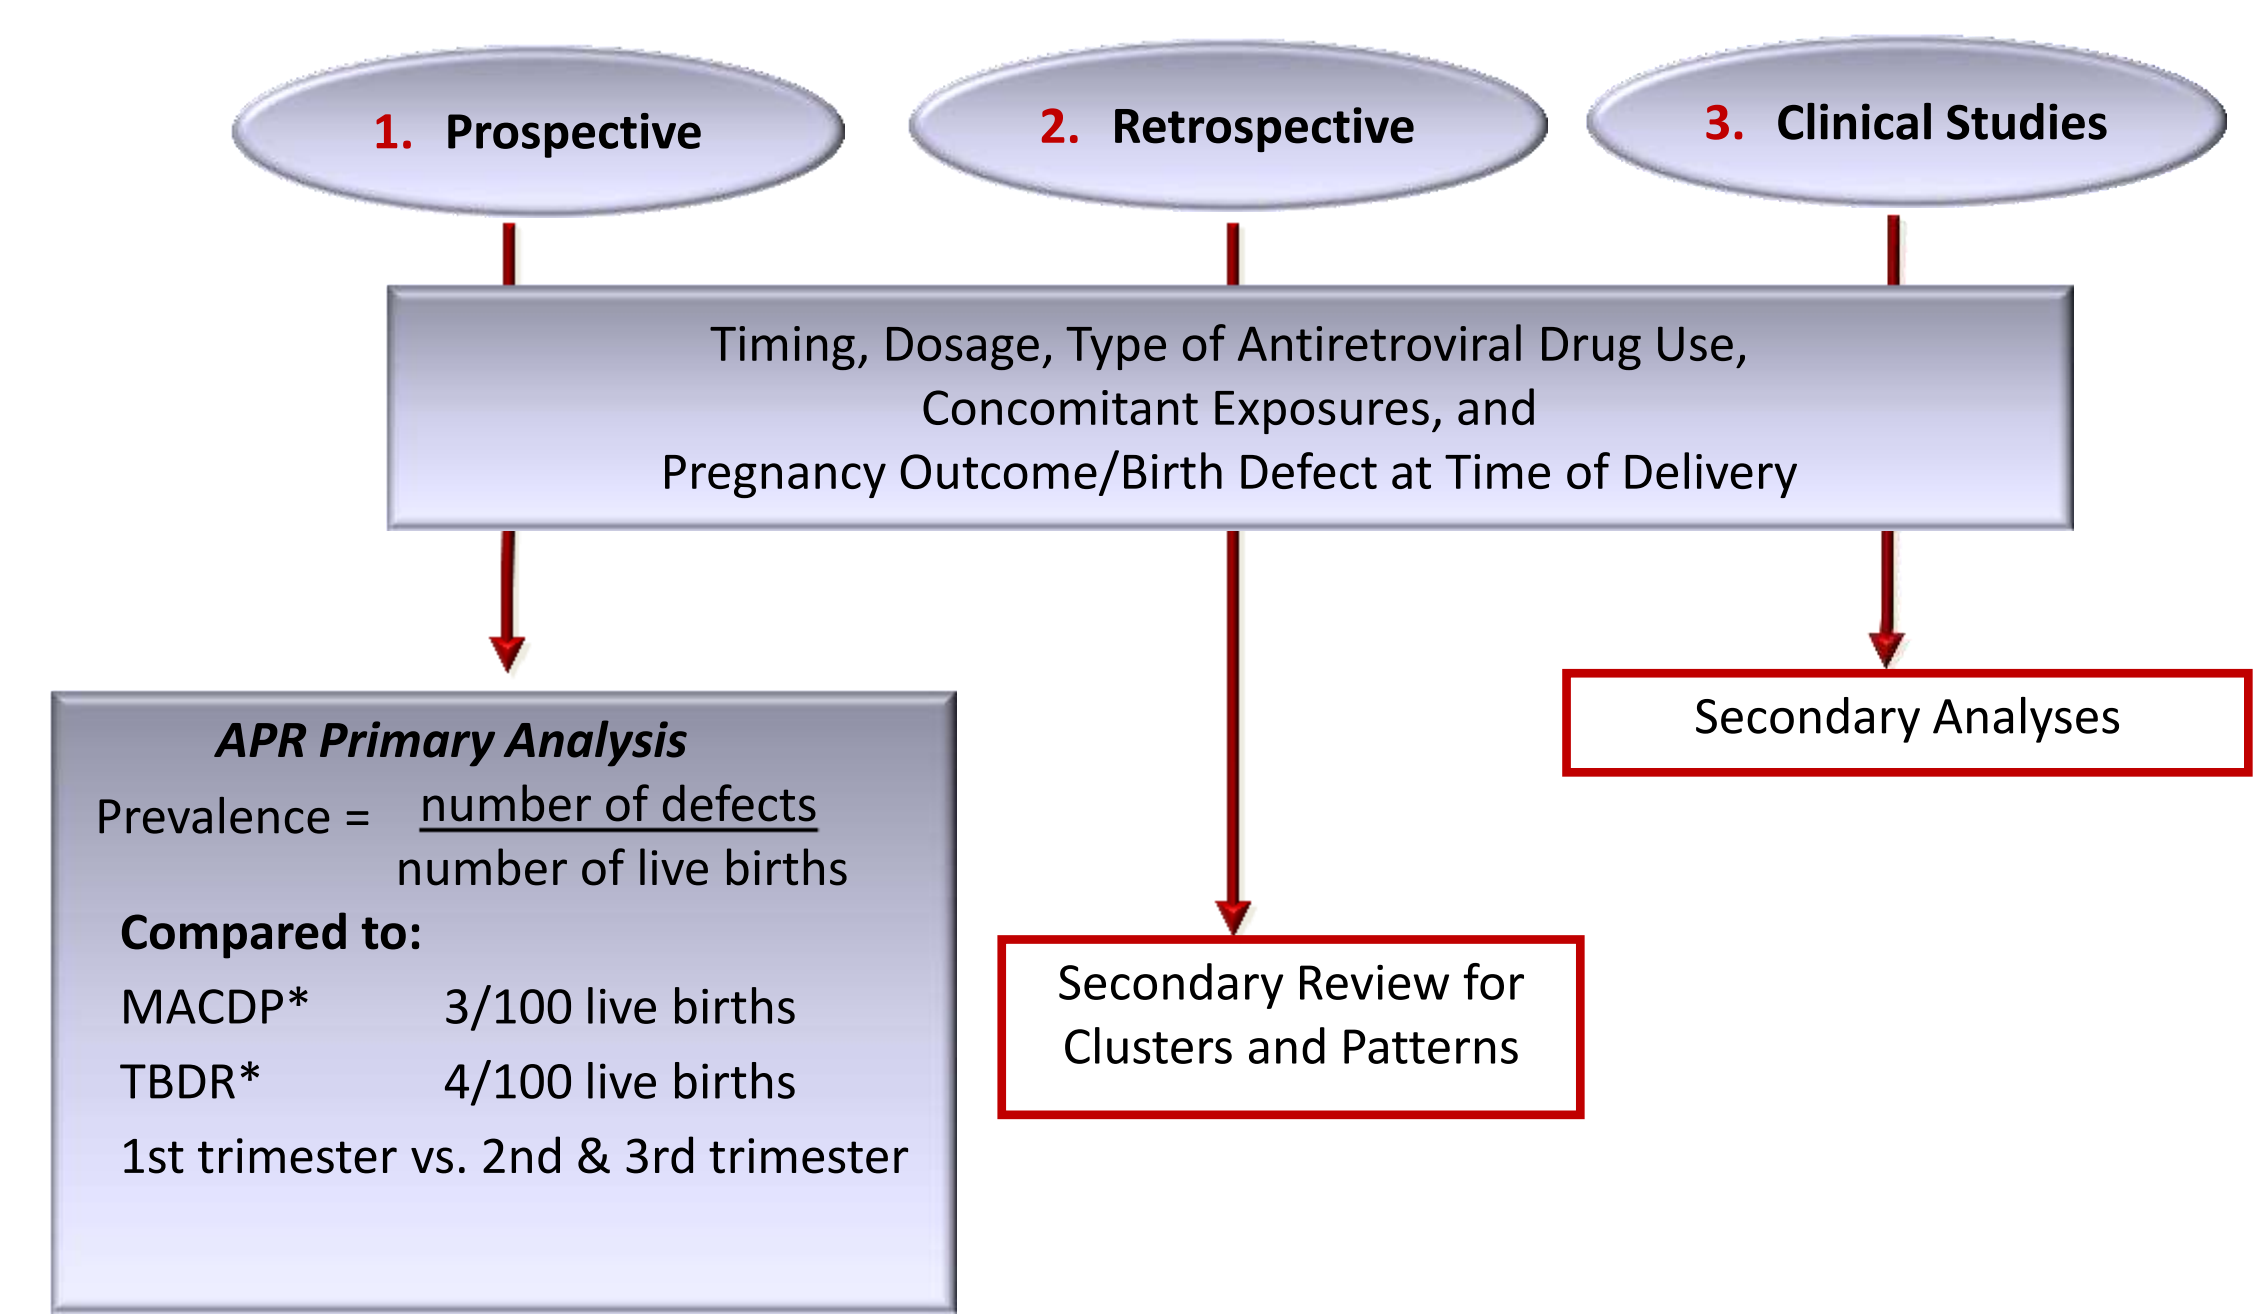 1. Prospective
2. Retrospective
3. Clinical Studies
Timing, Dosage, Type of Antiretroviral Drug Use,
Concomitant Exposures, and
Pregnancy Outcome/Birth Defect at Time of Delivery
APR Primary Analysis
Prevalence = number of defects
number of live births
Compared to:
MACDP* 3/100 live births
TBDR* 4/100 live births
1st trimester vs. 2nd & 3rd trimester
Secondary Review for
Clusters and Patterns
Secondary Analyses